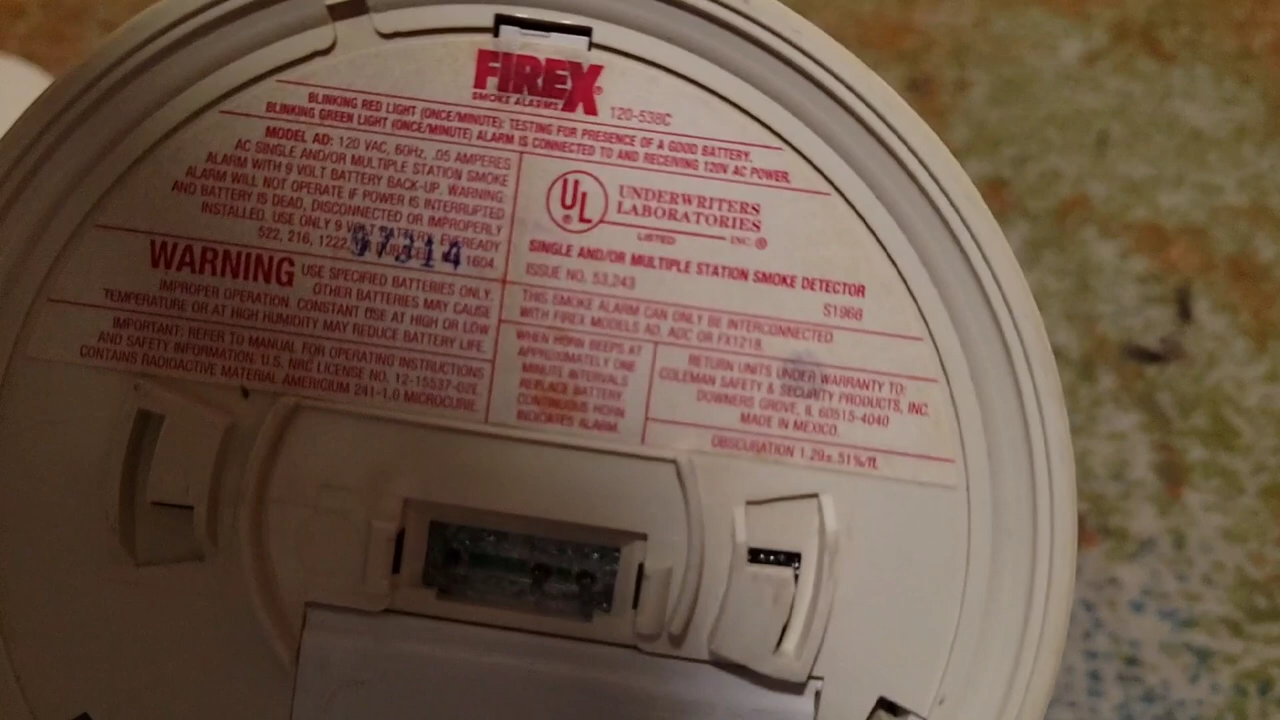 FIREX®
SMOKE ALARMS
120-538C
BLINKING RED LIGHT (ONCE/MINUTE): TESTING FOR PRESENCE OF A GOOD BATTERY.
BLINKING GREEN LIGHT (ONCE/MINUTE) ALARM IS CONNECTED TO AND RECEIVING 120V AC POWER.
MODEL AD: 120 VAC, 60Hz, .05 AMPERES
AC SINGLE AND/OR MULTIPLE STATION SMOKE
ALARM WITH 9 VOLT BATTERY BACK-UP. WARNING:
ALARM WILL NOT OPERATE IF POWER IS INTERRUPTED
AND BATTERY IS DEAD, DISCONNECTED OR IMPROPERLY
INSTALLED. USE ONLY 9 VOLT BATTERY, EVEREADY
522, 216, 1222, 1604.
97314
WARNING USE SPECIFIED BATTERIES ONLY.
OTHER BATTERIES MAY CAUSE
IMPROPER OPERATION. CONSTANT USE AT HIGH OR LOW
TEMPERATURE OR AT HIGH HUMIDITY MAY REDUCE BATTERY LIFE.
IMPORTANT: REFER TO MANUAL FOR OPERATING INSTRUCTIONS
AND SAFETY INFORMATION. U.S. NRC LICENSE NO. 12-15537-02E.
CONTAINS RADIOACTIVE MATERIAL AMERICIUM 241-1.0 MICROCURIE.
UL®
UNDERWRITERS
LABORATORIES
LISTED INC.®
SINGLE AND/OR MULTIPLE STATION SMOKE DETECTOR
ISSUE NO. 53,243
S1966
THIS SMOKE ALARM CAN ONLY BE INTERCONNECTED
WITH FIREX MODELS AD, ADC OR FX1218.
WHEN HORN BEEPS AT
APPROXIMATELY ONE
MINUTE INTERVALS
REPLACE BATTERY.
CONTINUOUS HORN
INDICATES ALARM.
RETURN UNITS UNDER WARRANTY TO:
COLEMAN SAFETY & SECURITY PRODUCTS, INC.
DOWNERS GROVE, IL 60515-4040
MADE IN MEXICO.
OBSCURATION 1.29±.51%/ft.